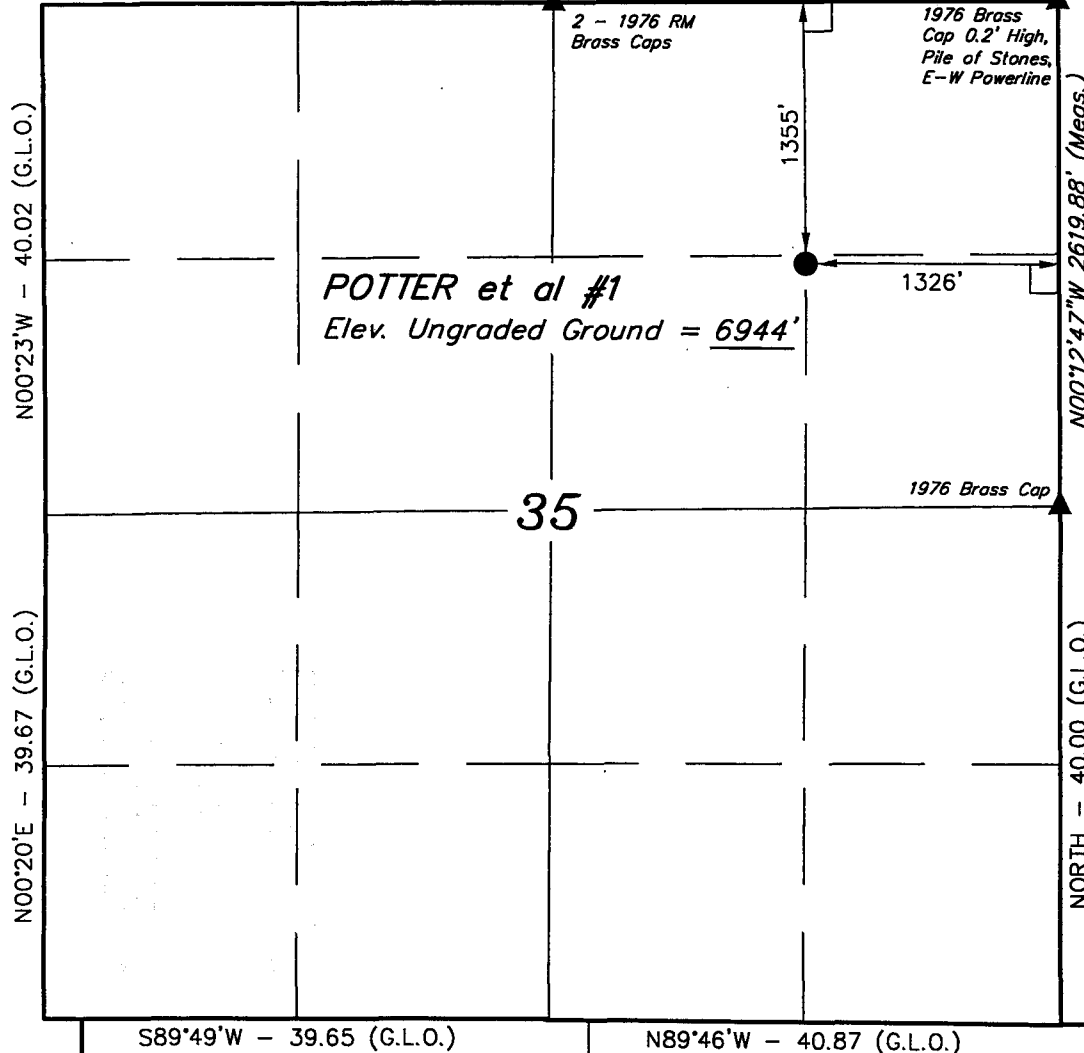 2 - 1976 RM
Brass Caps
1976 Brass
Cap 0.2' High,
Pile of Stones,
E-W Powerline
N00°23'W - 40.02 (G.L.O.)
1355'
N00°12'47"W 2619.88' (Meas.)
1326'
POTTER et al #1
Elev. Ungraded Ground = 6944'
1976 Brass Cap
35
N00°20'E - 39.67 (G.L.O.)
NORTH - 40.00 (G.L.O.)
S89°49'W - 39.65 (G.L.O.)
N89°46'W - 40.87 (G.L.O.)